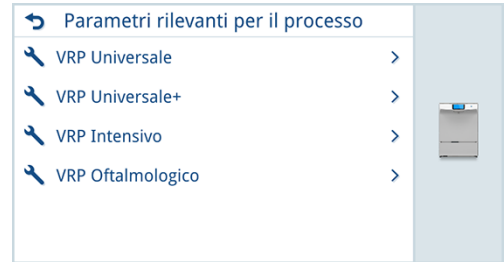 Parametri rilevanti per il processo
VRP Universale
VRP Universale+
VRP Intensivo
VRP Oftalmologico